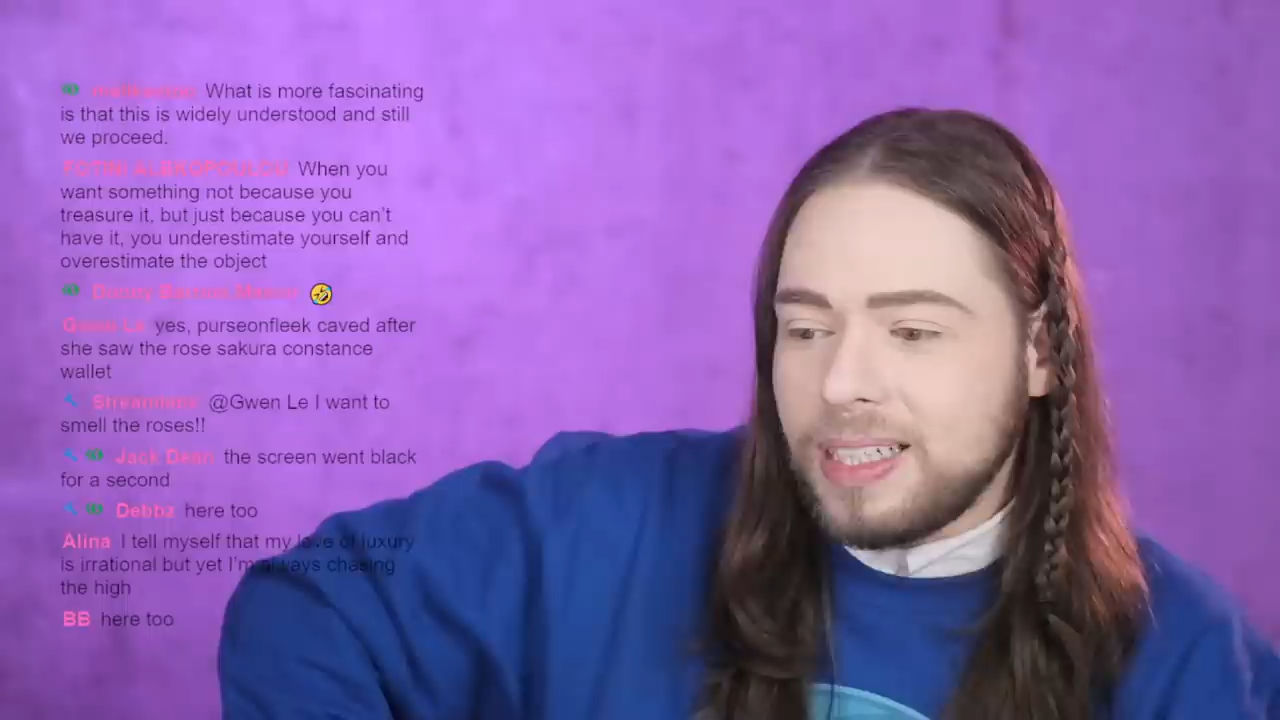 What is more fascinating
is that this is widely understood and still
we proceed.
When you
want something not because you
treasure it, but just because you can't
have it, you underestimate yourself and
overestimate the object
Gwen Le yes, purseonfleek caved after
she saw the rose sakura constance
wallet
@Gwen Le I want to
smell the roses!!
Jack Dean the screen went black
for a second
Debbz here too
Alina I tell myself that my love of luxury
is irrational but yet I'm always chasing
the high
BB here too